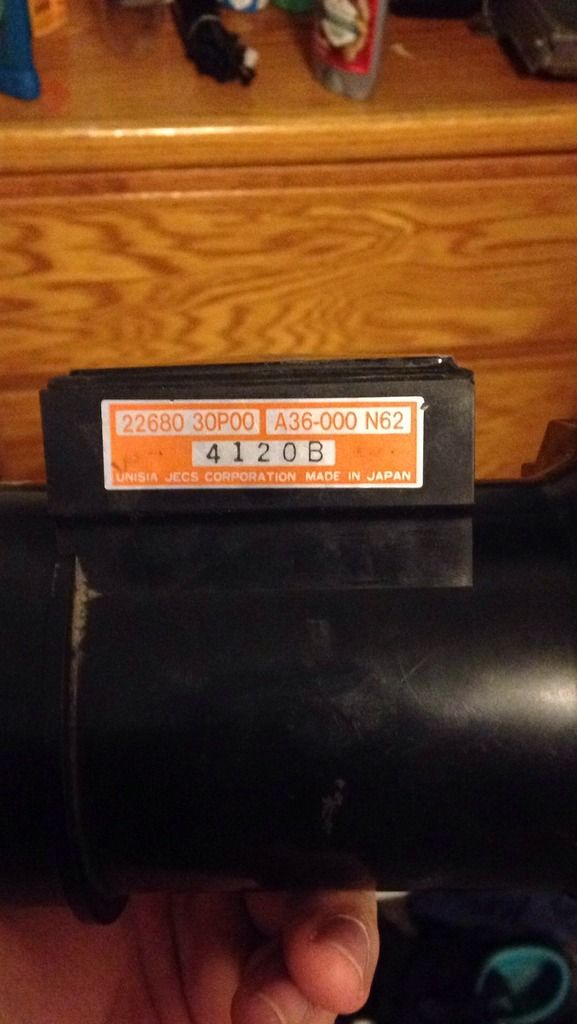 22680 30P00 A36-000 N62
4120B
UNISIA JECS CORPORATION MADE IN JAPAN